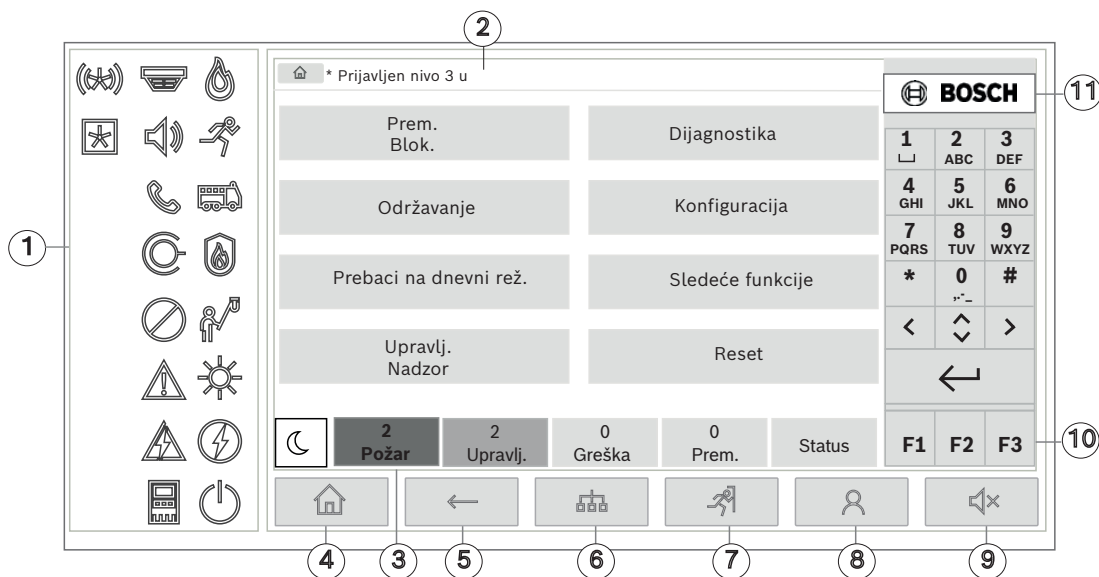 2
* Prijavljen nivo 3 u
BOSCH
11
Prem.
Blok.
Dijagnostika
1 2 3
ABC DEF
Održavanje
Konfiguracija
4 5 6
GHI JKL MNO
1
7 8 9
PQRS TUV WXYZ
Prebaci na dnevni rež.
Sledeće funkcije
* 0 #
,.-_
< >
Upravlj.
Nadzor
Reset
2
Požar
2
Upravlj.
0
Greška
0
Prem.
Status
F1 F2 F3
10
4 3 5 6 7 8 9